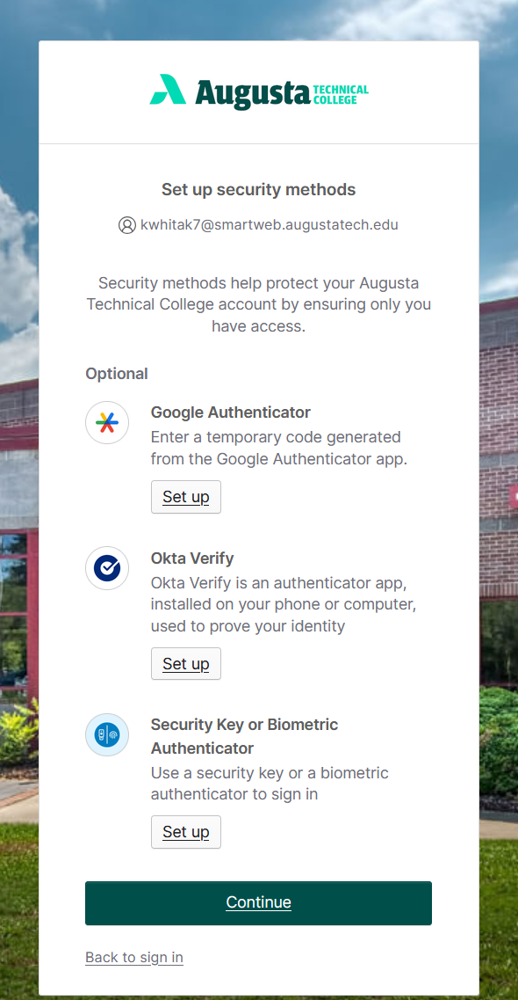 Augusta TECHNICAL COLLEGE
Set up security methods
kwhitak7@smartweb.augustatech.edu
Security methods help protect your Augusta
Technical College account by ensuring only you
have access.
Optional
Google Authenticator
Enter a temporary code generated
from the Google Authenticator app.
Set up
Okta Verify
Okta Verify is an authenticator app,
installed on your phone or computer,
used to prove your identity
Set up
Security Key or Biometric
Authenticator
Use a security key or a biometric
authenticator to sign in
Set up
Continue
Back to sign in